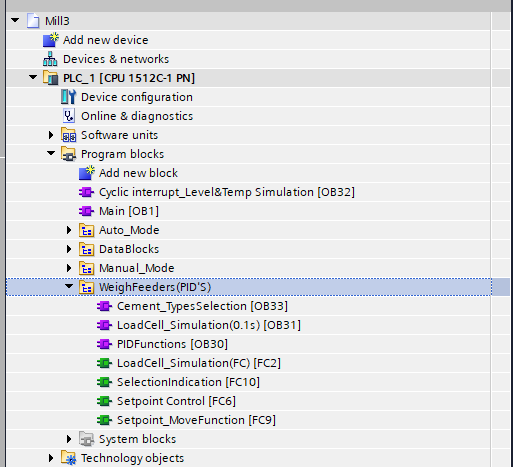 Mill3
Add new device
Devices & networks
PLC_1 [CPU 1512C-1 PN]
Device configuration
Online & diagnostics
Software units
Program blocks
Add new block
Cyclic interrupt_Level&Temp Simulation [OB32]
Main [OB1]
Auto_Mode
DataBlocks
Manual_Mode
WeighFeeders(PID'S)
Cement_TypesSelection [OB33]
LoadCell_Simulation(0.1s) [OB31]
PIDFunctions [OB30]
LoadCell_Simulation(FC) [FC2]
SelectionIndication [FC10]
Setpoint Control [FC6]
Setpoint_MoveFunction [FC9]
System blocks
Technology objects